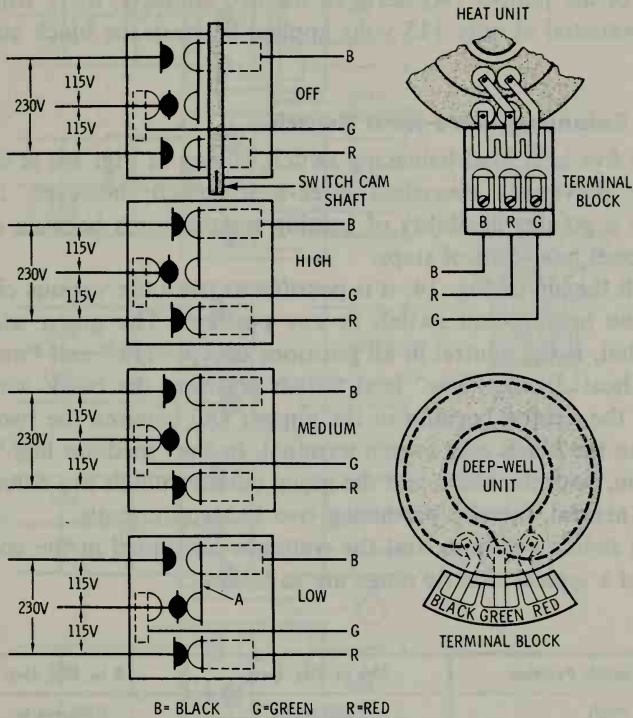 HEAT UNIT
B
115V
OFF
230V
G
115V
R
SWITCH CAM
SHAFT
TERMINAL
BLOCK
B R G
B
115V
HIGH
230V
G
115V
R
B
R
G
B
115V
MEDIUM
230V
G
115V
R
DEEP-WELL
UNIT
B
115V
A
LOW
230V
G
115V
R
BLACK GREEN RED
TERMINAL BLOCK
B= BLACK G=GREEN R=RED